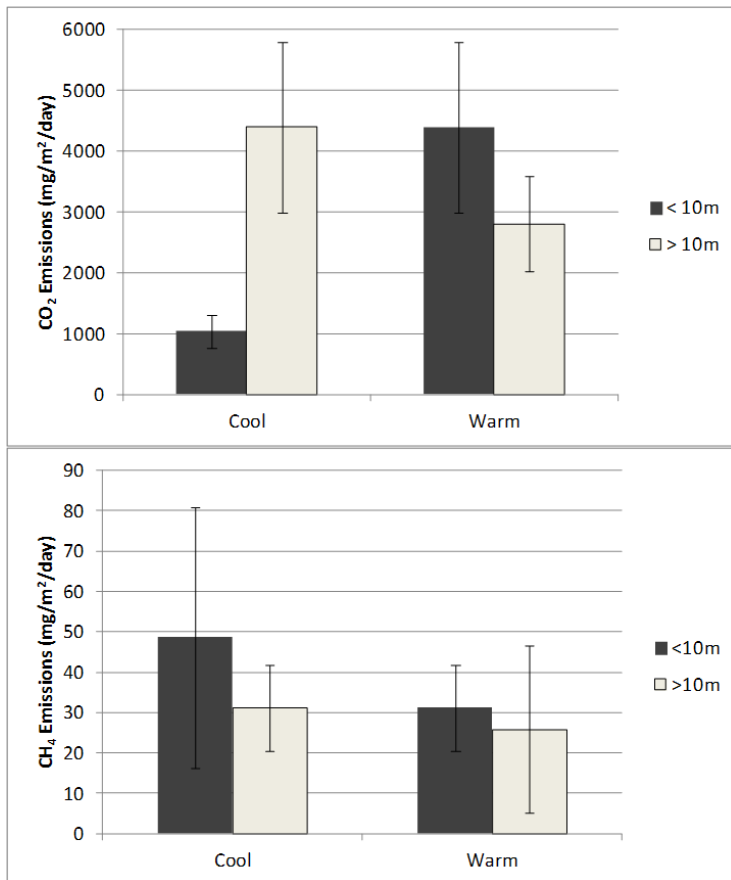 6000
5000
4000
3000
2000
1000
0
CO₂ Emissions (mg/m²/day)
Cool Warm
< 10m
> 10m
90
80
70
60
50
40
30
20
10
0
CH₄ Emissions (mg/m²/day)
Cool Warm
<10m
>10m